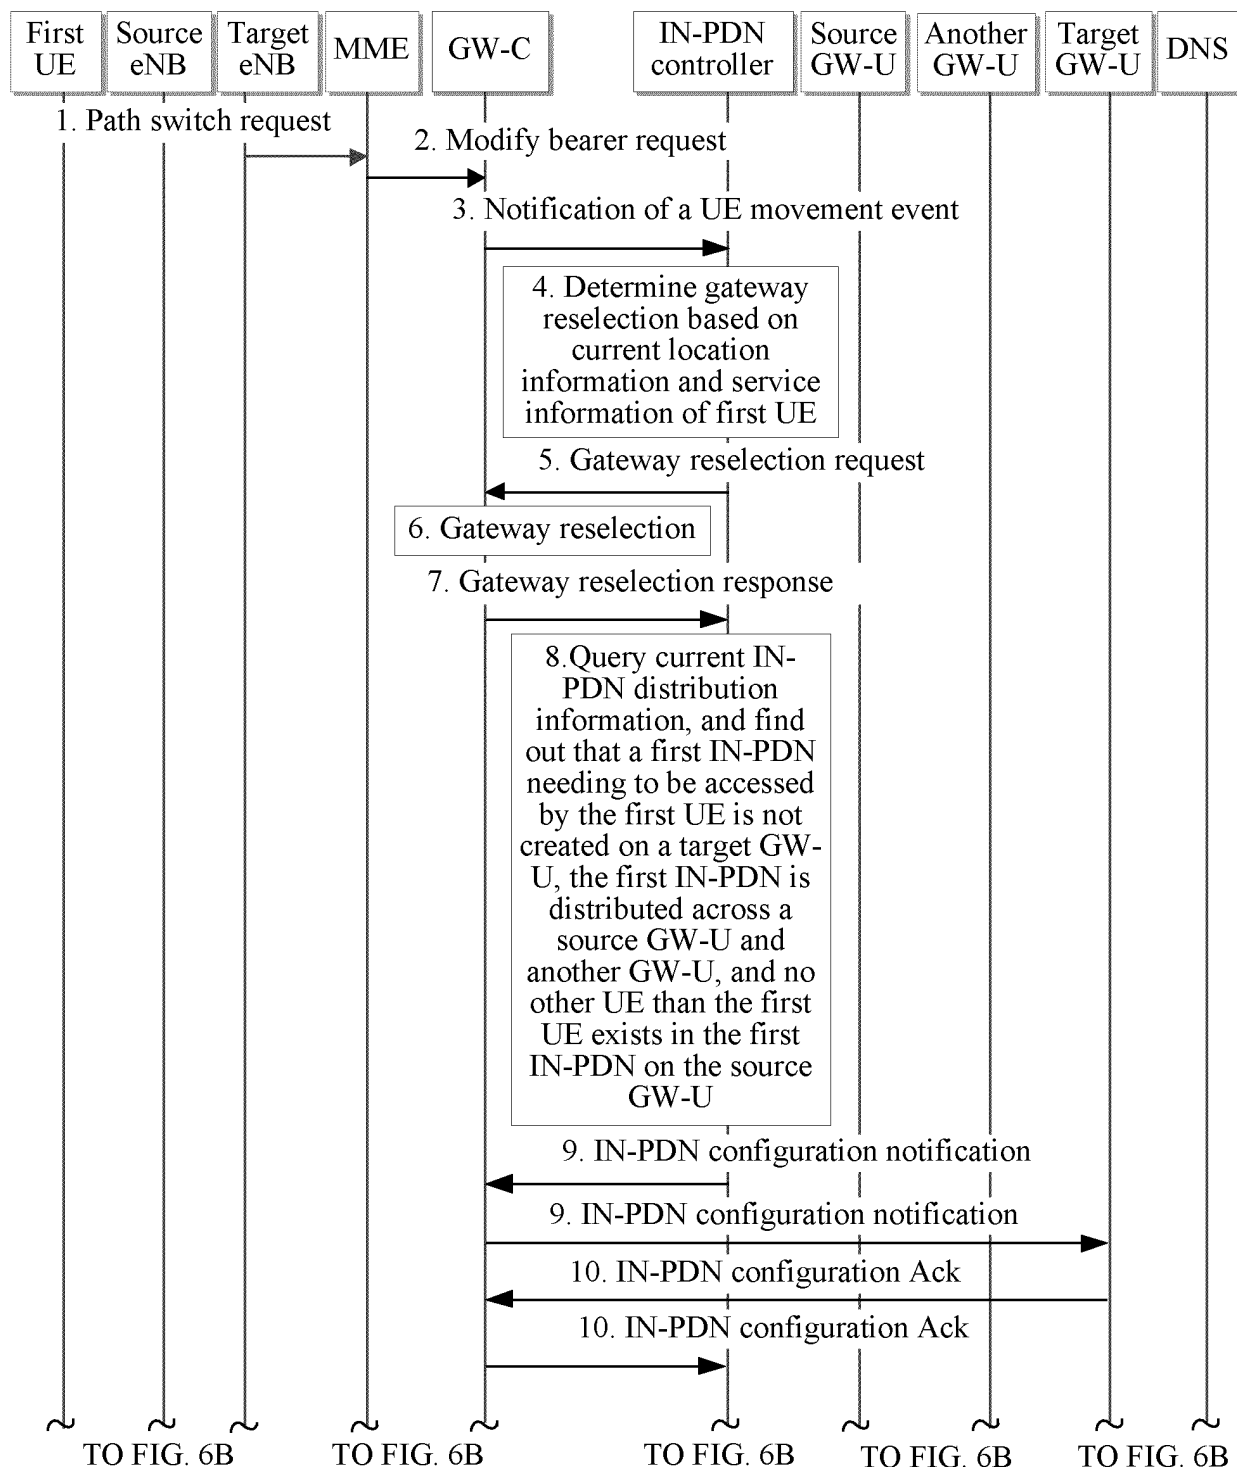 First
UE
Source
eNB
Target
eNB
MME
GW-C
IN-PDN
controller
Source
GW-U
Another
GW-U
Target
GW-U
DNS
1. Path switch request
2. Modify bearer request
3. Notification of a UE movement event
4. Determine gateway
reselection based on
current location
information and service
information of first UE
5. Gateway reselection request
6. Gateway reselection
7. Gateway reselection response
8.Query current IN-
PDN distribution
information, and find
out that a first IN-PDN
needing to be accessed
by the first UE is not
created on a target GW-
U, the first IN-PDN is
distributed across a
source GW-U and
another GW-U, and no
other UE than the first
UE exists in the first
IN-PDN on the source
GW-U
9. IN-PDN configuration notification
9. IN-PDN configuration notification
10. IN-PDN configuration Ack
10. IN-PDN configuration Ack
TO FIG. 6B
TO FIG. 6B
TO FIG. 6B
TO FIG. 6B
TO FIG. 6B